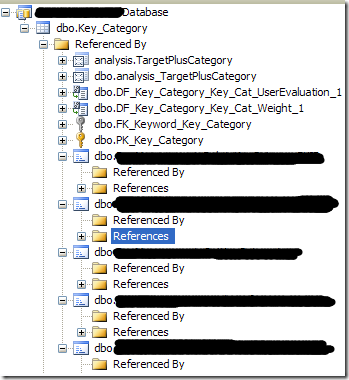 Database
dbo.Key_Category
Referenced By
analysis.TargetPlusCategory
dbo.analysis_TargetPlusCategory
dbo.DF_Key_Category_Key_Cat_UserEvaluation_1
dbo.DF_Key_Category_Key_Cat_Weight_1
dbo.FK_Keyword_Key_Category
dbo.PK_Key_Category
dbo.
Referenced By
References
dbo.
Referenced By
References
dbo
Referenced By
References
dbo.
Referenced By
References
dbo
Referenced By